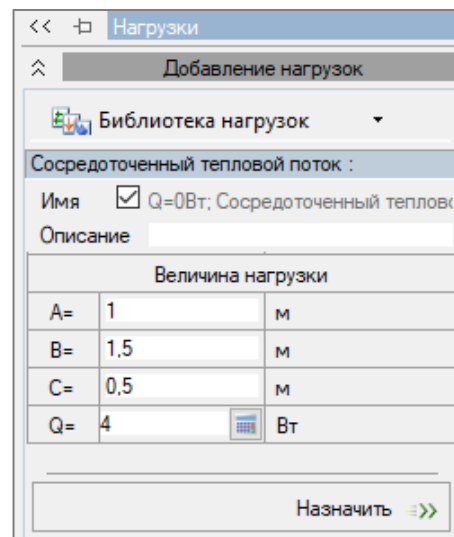 << Нагрузки
Добавление нагрузок
Библиотека нагрузок
Сосредоточенный тепловой поток :
Имя Q=0Вт; Сосредоточенный теплово
Описание
Величина нагрузки
A= 1 м
B= 1,5 м
C= 0,5 м
Q= 4 Вт
Назначить